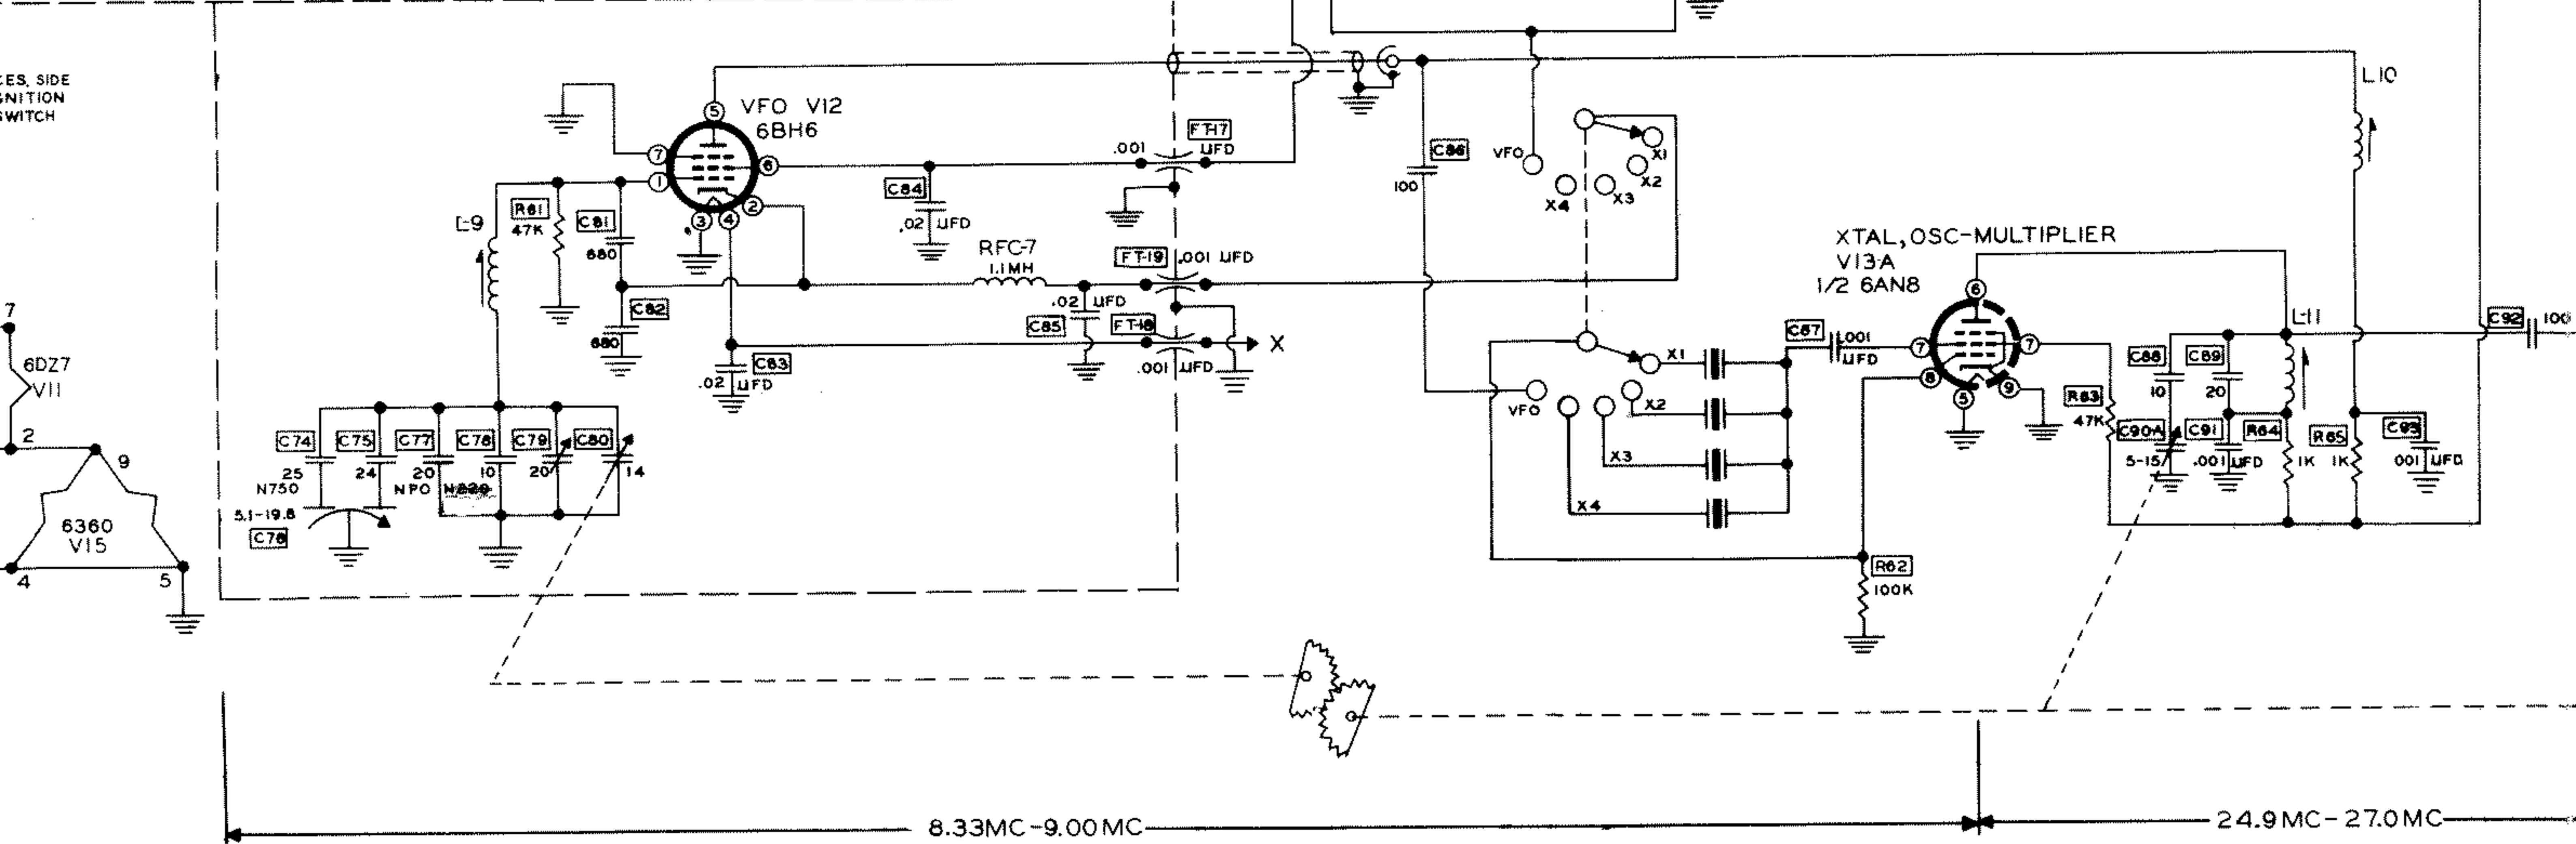 CES, SIDE
GNITION
SWITCH
7
6DZ7
V11
2
9
6360
V15
4
5
VFO V12
6BH6
5
7
1
6
3
4
2
L-9
R61
47K
C81
680
C82
680
C84
.02 UFD
RFC-7
1.1MH
.001
FT-17
UFD
FT-19
.001 UFD
.02 UFD
C85
FT-18
.001 UFD
X
C83
.02 UFD
C74
25
N750
C75
24
C77
20
NPO
C78
10
C79
20
C80
14
5.1-19.8
C76
C86
100
VFO
X4
X3
X2
X1
VFO
X1
X2
X3
X4
XTAL, OSC-MULTIPLIER
V13-A
1/2 6AN8
C87
.001
UFD
6
7
8
5
9
7
R62
100K
R63
47K
C88
10
C89
20
C90A
5-15
C91
.001 UFD
R64
1K
R65
1K
L-11
L10
C92
100
C93
001 UFD
8.33MC-9.00MC
24.9MC-27.0MC